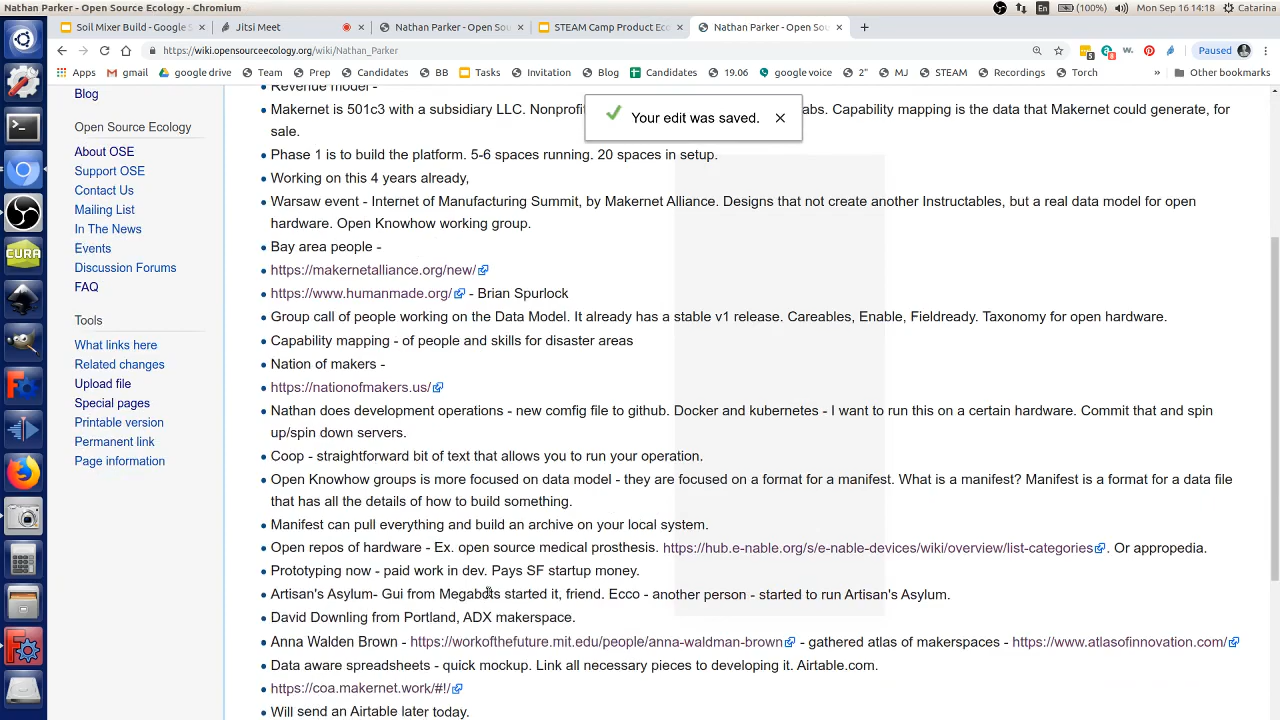 Nathan Parker - Open Source Ecology - Chromium
En (100%) Mon Sep 16 14:18 Catarina
Soil Mixer Build - Google S × Jitsi Meet × Nathan Parker - Open Sou × STEAM Camp Product Eco × Nathan Parker - Open Sou × +
https://wiki.opensourceecology.org/wiki/Nathan_Parker Paused
Apps gmail google drive Team Prep Candidates BB Tasks Invitation Blog Candidates 19.06 google voice 2" MJ STEAM Recordings Torch » Other bookmarks
Your edit was saved. ×
Blog
Open Source Ecology
About OSE
Support OSE
Contact Us
Mailing List
In The News
Events
Discussion Forums
FAQ
Tools
What links here
Related changes
Upload file
Special pages
Printable version
Permanent link
Page information
Revenue model -
Makernet is 501c3 with a subsidiary LLC. Nonprofit abs. Capability mapping is the data that Makernet could generate, for
sale.
Phase 1 is to build the platform. 5-6 spaces running. 20 spaces in setup.
Working on this 4 years already,
Warsaw event - Internet of Manufacturing Summit, by Makernet Alliance. Designs that not create another Instructables, but a real data model for open
hardware. Open Knowhow working group.
Bay area people -
https://makernetalliance.org/new/
https://www.humanmade.org/ - Brian Spurlock
Group call of people working on the Data Model. It already has a stable v1 release. Careables, Enable, Fieldready. Taxonomy for open hardware.
Capability mapping - of people and skills for disaster areas
Nation of makers -
https://nationofmakers.us/
Nathan does development operations - new comfig file to github. Docker and kubernetes - I want to run this on a certain hardware. Commit that and spin
up/spin down servers.
Coop - straightforward bit of text that allows you to run your operation.
Open Knowhow groups is more focused on data model - they are focused on a format for a manifest. What is a manifest? Manifest is a format for a data file
that has all the details of how to build something.
Manifest can pull everything and build an archive on your local system.
Open repos of hardware - Ex. open source medical prosthesis. https://hub.e-nable.org/s/e-nable-devices/wiki/overview/list-categories . Or appropedia.
Prototyping now - paid work in dev. Pays SF startup money.
Artisan's Asylum- Gui from Megabots started it, friend. Ecco - another person - started to run Artisan's Asylum.
David Downling from Portland, ADX makerspace.
Anna Walden Brown - https://workofthefuture.mit.edu/people/anna-waldman-brown - gathered atlas of makerspaces - https://www.atlasofinnovation.com/
Data aware spreadsheets - quick mockup. Link all necessary pieces to developing it. Airtable.com.
https://coa.makernet.work/#!/
Will send an Airtable later today.